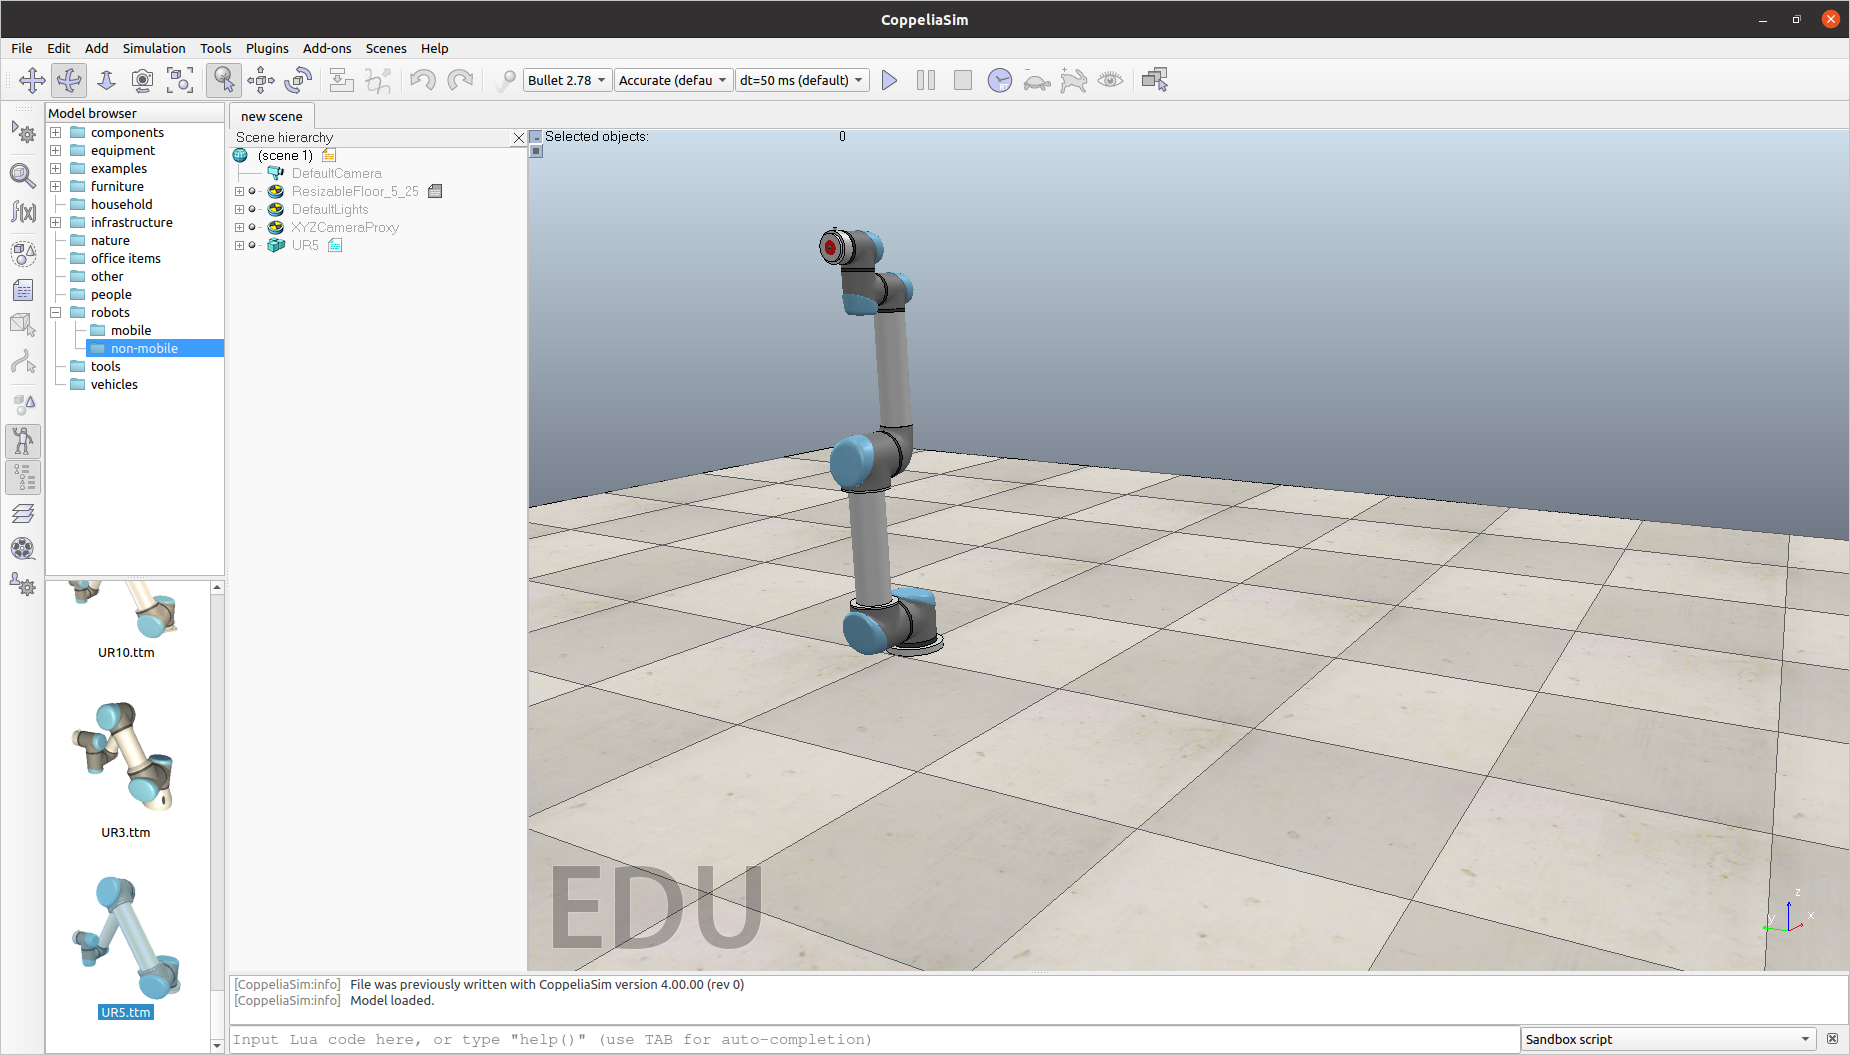 CoppeliaSim
File Edit Add Simulation Tools Plugins Add-ons Scenes Help
Bullet 2.78 Accurate (defau dt=50 ms (default) RT
Model browser
components
equipment
examples
furniture
household
infrastructure
nature
office items
other
people
robots
mobile
non-mobile
tools
vehicles
UR10.ttm
UR3.ttm
UR5.ttm
new scene
Scene hierarchy
(scene 1)
DefaultCamera
ResizableFloor_5_25
DefaultLights
XYZCameraProxy
UR5
Selected objects: 0
f(x)
EDU
z
y x
[CoppeliaSim:info] File was previously written with CoppeliaSim version 4.00.00 (rev 0)
[CoppeliaSim:info] Model loaded.
Input Lua code here, or type "help()" (use TAB for auto-completion)
Sandbox script